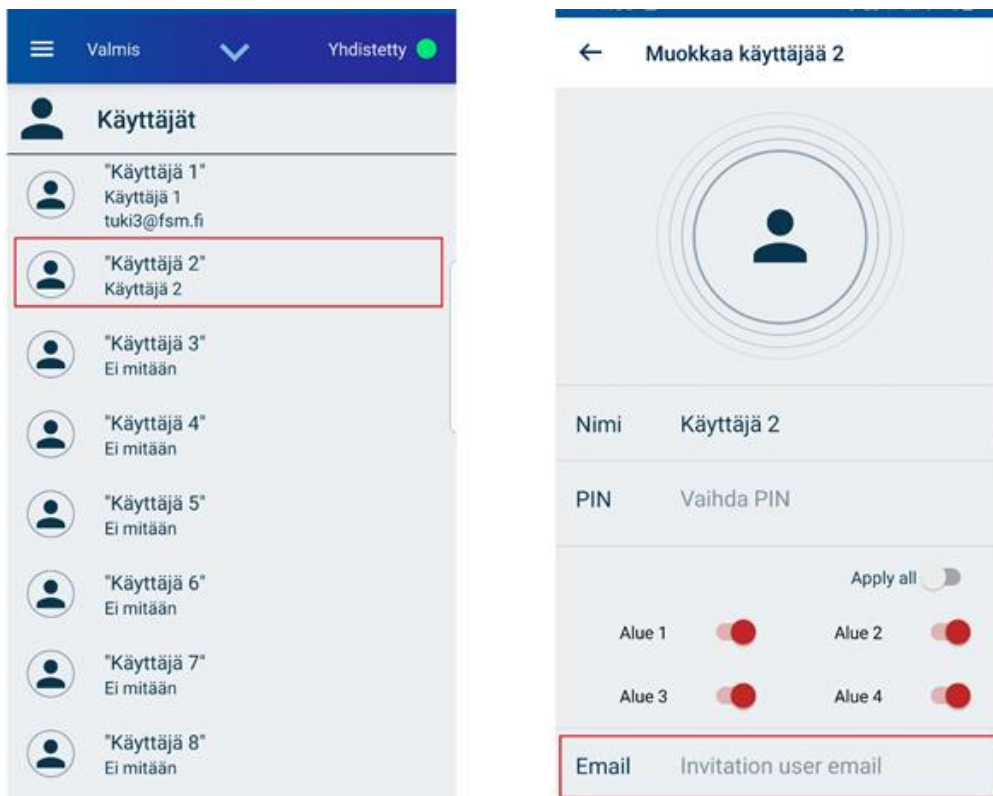 Valmis
Yhdistetty
Käyttäjät
"Käyttäjä 1"
Käyttäjä 1
tuki3@fsm.fi
"Käyttäjä 2"
Käyttäjä 2
"Käyttäjä 3"
Ei mitään
"Käyttäjä 4"
Ei mitään
"Käyttäjä 5"
Ei mitään
"Käyttäjä 6"
Ei mitään
"Käyttäjä 7"
Ei mitään
"Käyttäjä 8"
Ei mitään
Muokkaa käyttäjää 2
Nimi Käyttäjä 2
PIN Vaihda PIN
Apply all
Alue 1 Alue 2
Alue 3 Alue 4
Email Invitation user email